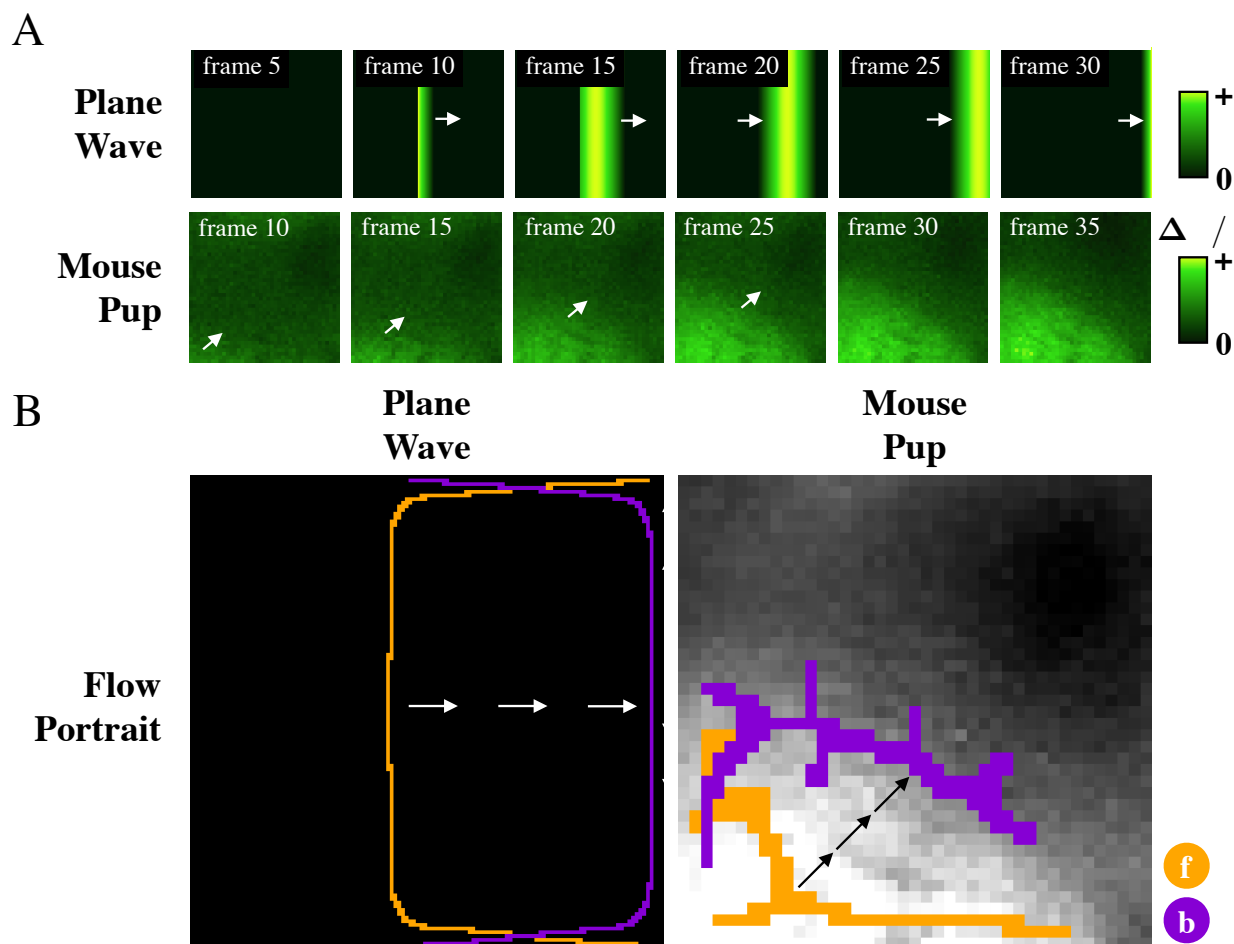 A
Plane
Wave
frame 5
frame 10
frame 15
frame 20
frame 25
frame 30
+
0
Mouse
Pup
frame 10
frame 15
frame 20
frame 25
frame 30
frame 35
Δ /
+
0
B
Plane
Wave
Mouse
Pup
Flow
Portrait
f
b